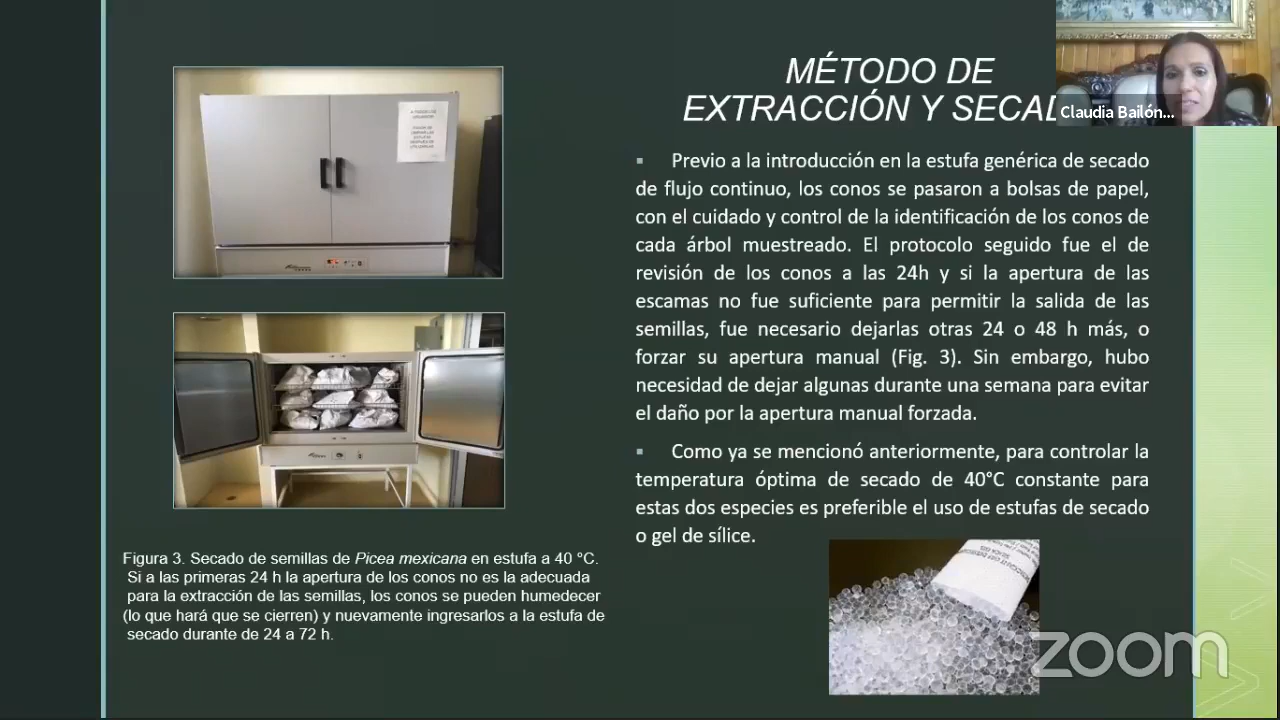 MÉTODO DE
EXTRACCIÓN Y SECA
Claudia Bailón...
Previo a la introducción en la estufa genérica de secado
de flujo continuo, los conos se pasaron a bolsas de papel,
con el cuidado y control de la identificación de los conos de
cada árbol muestreado. El protocolo seguido fue el de
revisión de los conos a las 24h y si la apertura de las
escamas no fue suficiente para permitir la salida de las
semillas, fue necesario dejarlas otras 24 o 48 h más, o
forzar su apertura manual (Fig. 3). Sin embargo, hubo
necesidad de dejar algunas durante una semana para evitar
el daño por la apertura manual forzada.
Como ya se mencionó anteriormente, para controlar la
temperatura óptima de secado de 40°C constante para
estas dos especies es preferible el uso de estufas de secado
o gel de sílice.
Figura 3. Secado de semillas de Picea mexicana en estufa a 40 °C.
Si a las primeras 24 h la apertura de los conos no es la adecuada
para la extracción de las semillas, los conos se pueden humedecer
(lo que hará que se cierren) y nuevamente ingresarlos a la estufa de
secado durante de 24 a 72 h.
zoom